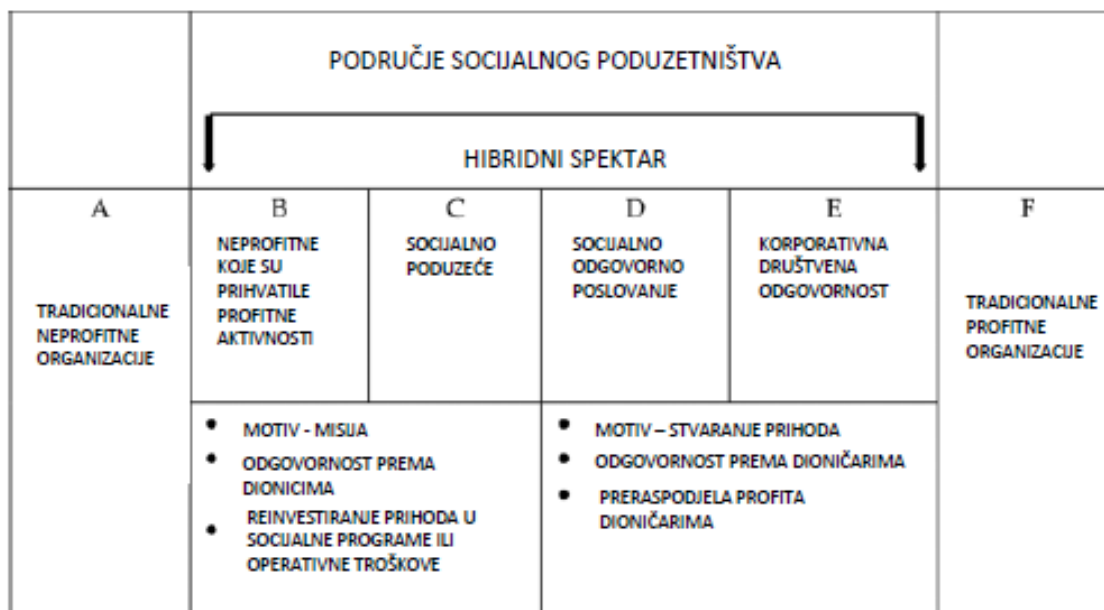 PODRUČJE SOCIJALNOG PODUZETNIŠTVA
HIBRIDNI SPEKTAR
A
TRADICIONALNE
NEPROFITNE
ORGANIZACIJE
B
NEPROFITNE
KOJE SU
PRIHVATILE
PROFITNE
AKTIVNOSTI
C
SOCIJALNO
PODUZEĆE
D
SOCIJALNO
ODGOVORNO
POSLOVANJE
E
KORPORATIVNA
DRUŠTVENA
ODGOVORNOST
F
TRADICIONALNE
PROFITNE
ORGANIZACIJE
• MOTIV - MISIJA
• ODGOVORNOST PREMA
DIONICIMA
• REINVESTIRANJE PRIHODA U
SOCIJALNE PROGRAME ILI
OPERATIVNE TROŠKOVE
• MOTIV – STVARANJE PRIHODA
• ODGOVORNOST PREMA DIONIČARIMA
• PRERASPODJELA PROFITA
DIONIČARIMA